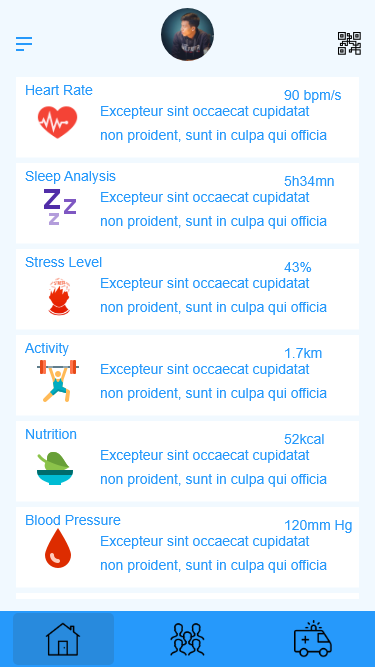 Heart Rate
90 bpm/s
Excepteur sint occaecat cupidatat
non proident, sunt in culpa qui officia
Sleep Analysis
5h34mn
Excepteur sint occaecat cupidatat
non proident, sunt in culpa qui officia
Stress Level
43%
Excepteur sint occaecat cupidatat
non proident, sunt in culpa qui officia
Activity
1.7km
Excepteur sint occaecat cupidatat
non proident, sunt in culpa qui officia
Nutrition
52kcal
Excepteur sint occaecat cupidatat
non proident, sunt in culpa qui officia
Blood Pressure
120mm Hg
Excepteur sint occaecat cupidatat
non proident, sunt in culpa qui officia